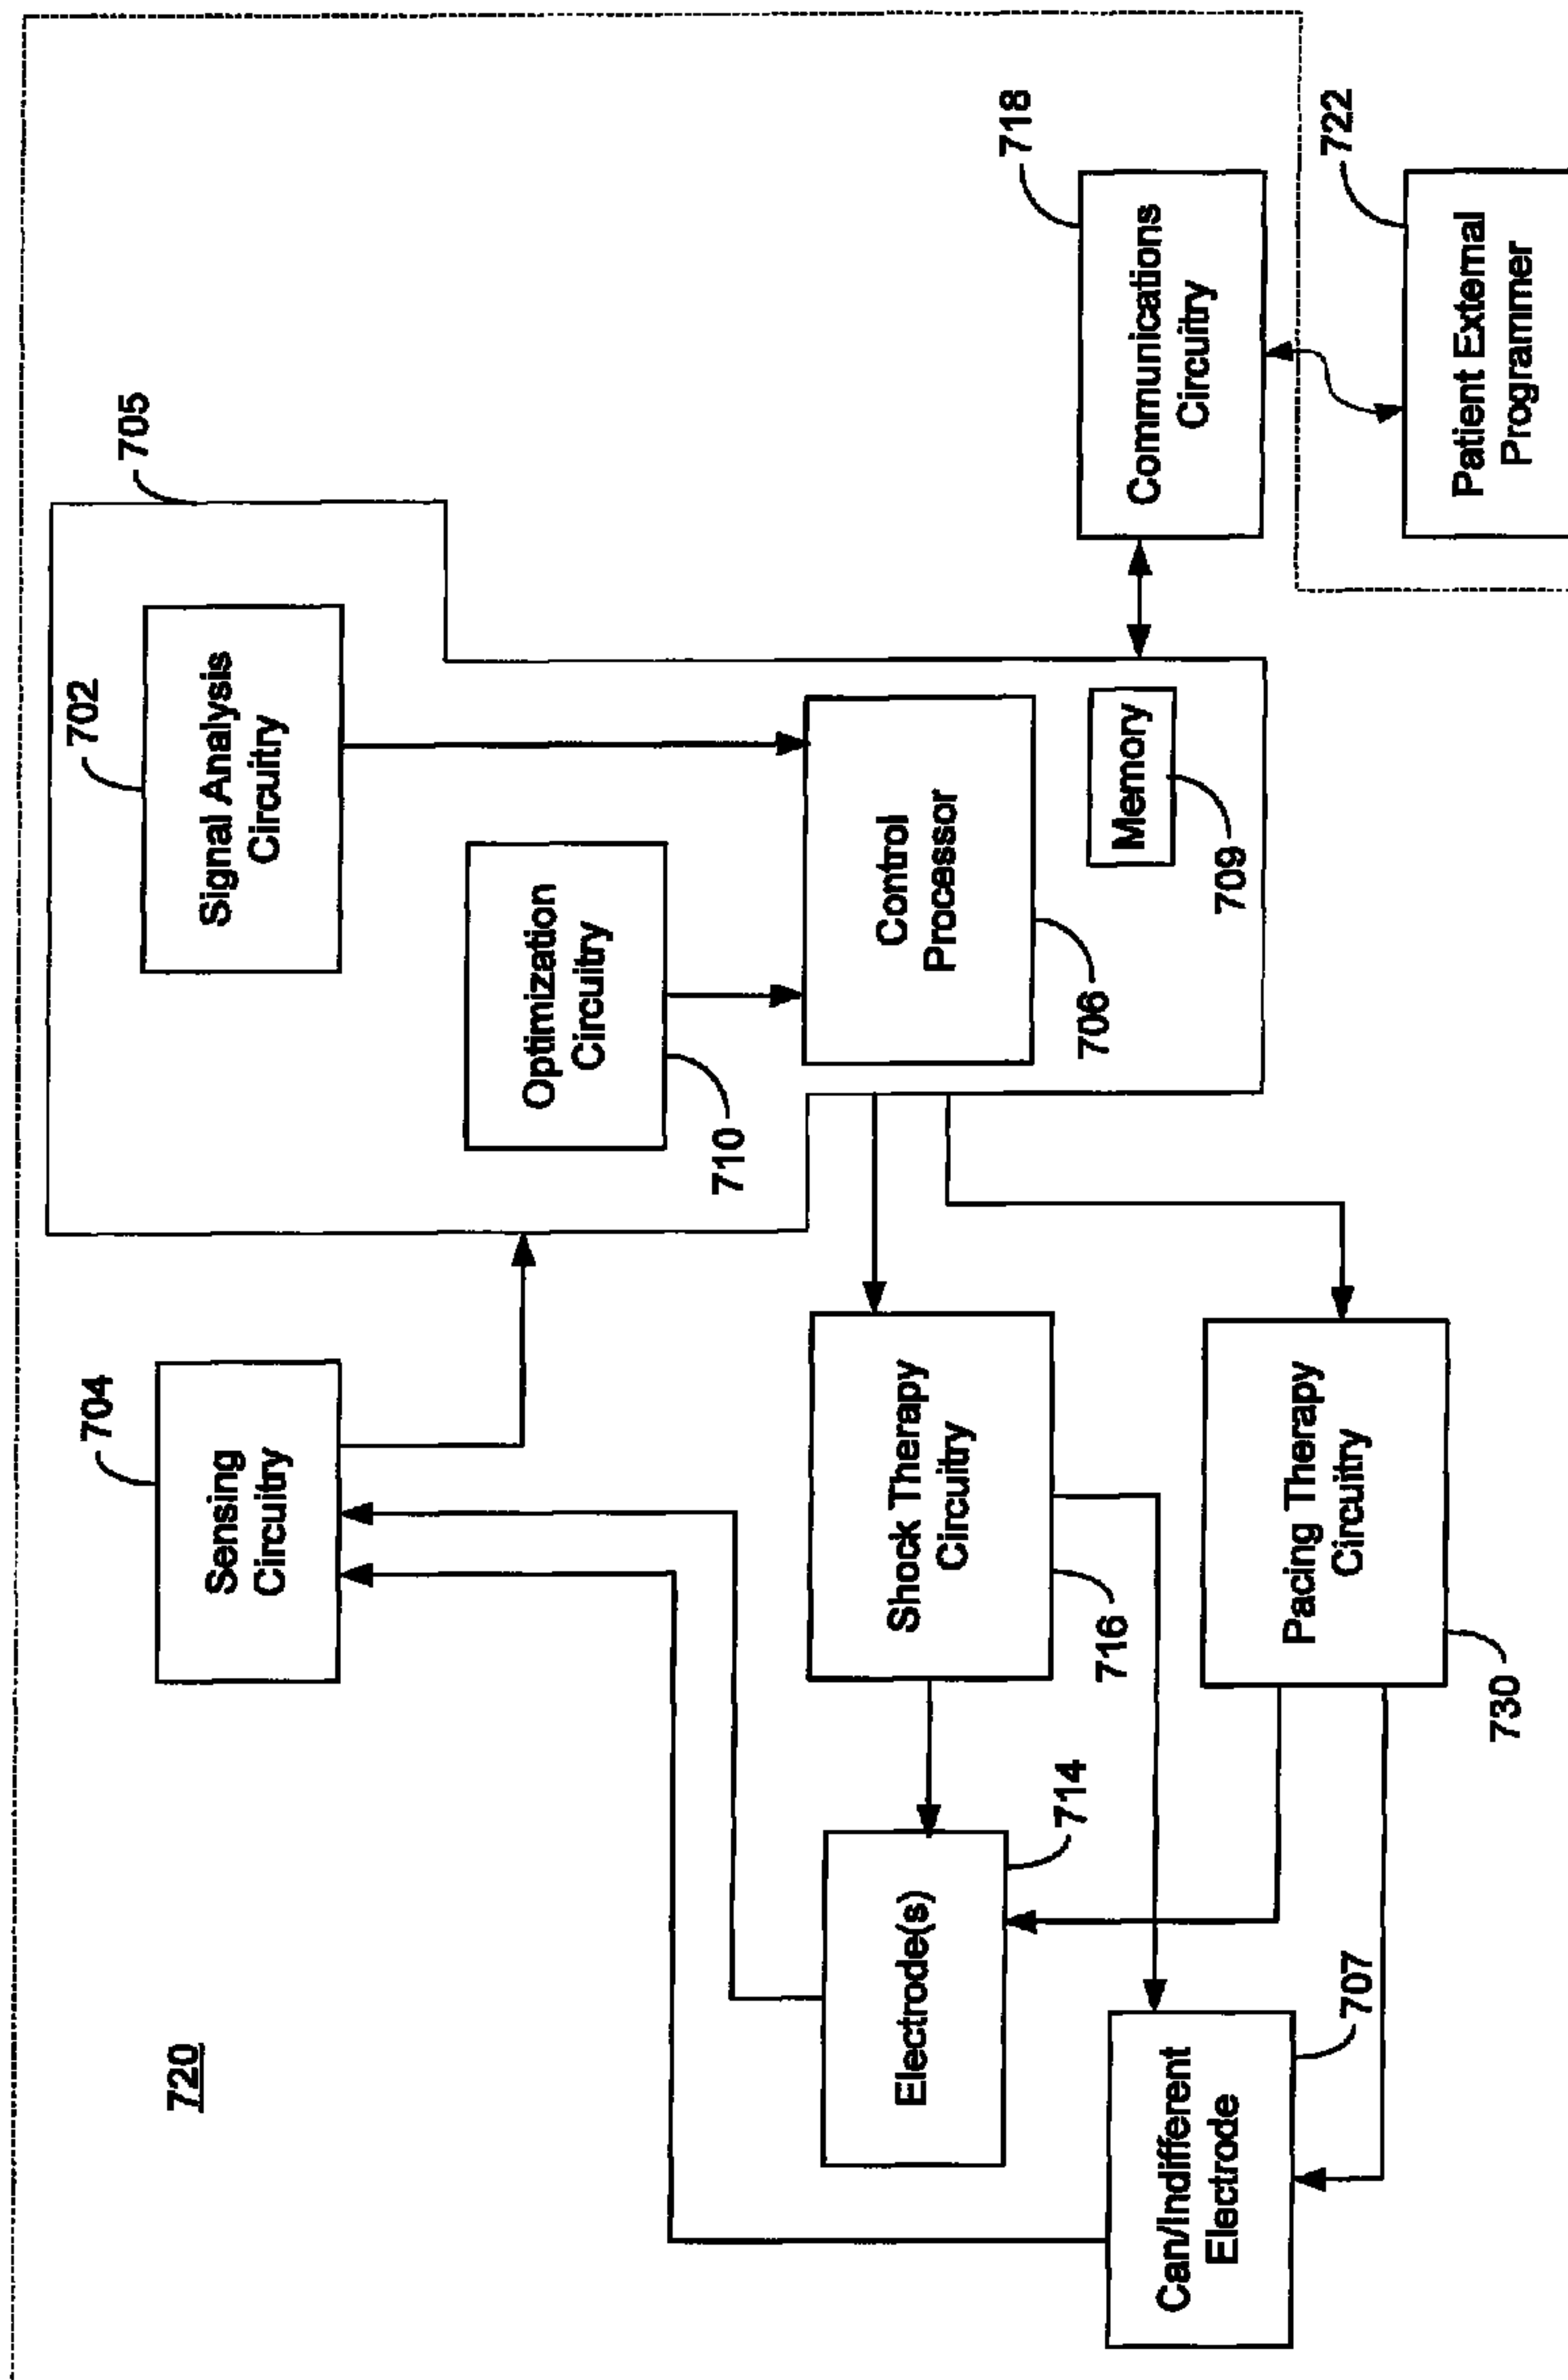 720
704
Sensing
Circuitry
702
Signal Analysis
Circuitry
705
710
Optimization
Circuitry
Control
Processor
706
Memory
709
Electrode(s)
714
Shock Therapy
Circuitry
716
Can/Indifferent
Electrode
707
Pacing Therapy
Circuitry
730
718
Communications
Circuitry
722
Patient External
Programmer